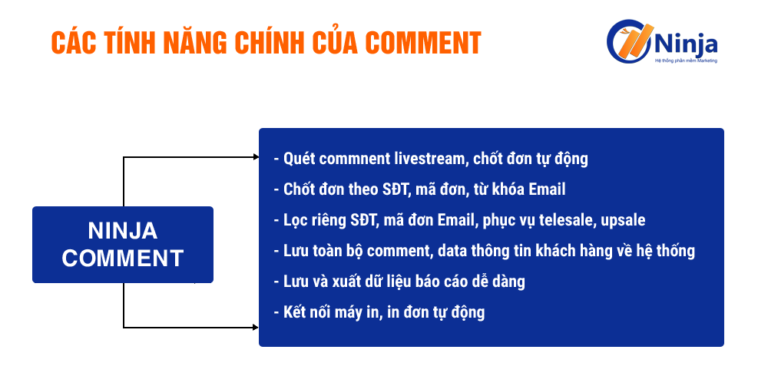 CÁC TÍNH NĂNG CHÍNH CỦA COMMENT
Ninja
Hệ thống phần mềm Marketing
NINJA
COMMENT
- Quét commnent livestream, chốt đơn tự động
- Chốt đơn theo SĐT, mã đơn, từ khóa Email
- Lọc riêng SĐT, mã đơn Email, phục vụ telesale, upsale
- Lưu toàn bộ comment, data thông tin khách hàng về hệ thống
- Lưu và xuất dữ liệu báo cáo dễ dàng
- Kết nối máy in, in đơn tự động